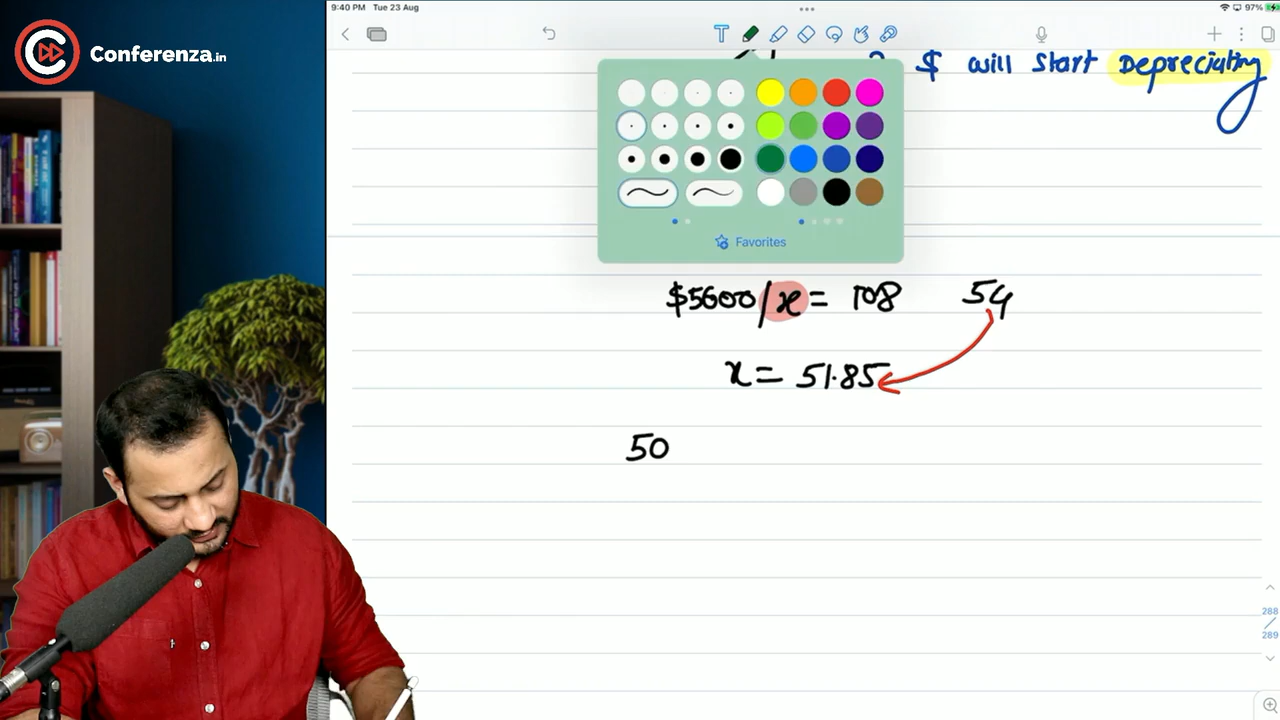 9:40 PM Tue 23 Aug
97%
Conferenza.in
T
$ will start Depreciating
Favorites
$5600/x = 108 54
x = 51.85
50
288
289